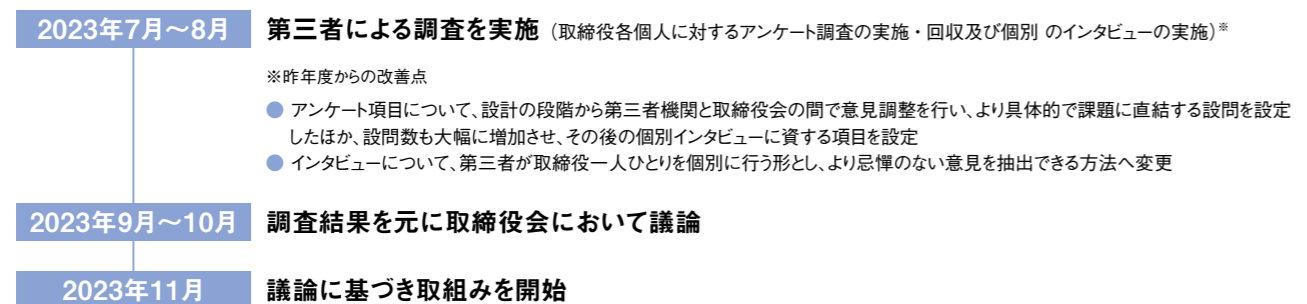 2023年7月～8月 第三者による調査を実施（取締役各個人に対するアンケート調査の実施・回収及び個別 のインタビューの実施）※
※昨年度からの改善点
● アンケート項目について、設計の段階から第三者機関と取締役会の間で意見調整を行い、より具体的で課題に直結する設問を設定
したほか、設問数も大幅に増加させ、その後の個別インタビューに資する項目を設定
● インタビューについて、第三者が取締役一人ひとりを個別に行う形とし、より忌憚のない意見を抽出できる方法へ変更
2023年9月～10月 調査結果を元に取締役会において議論
2023年11月 議論に基づき取組みを開始